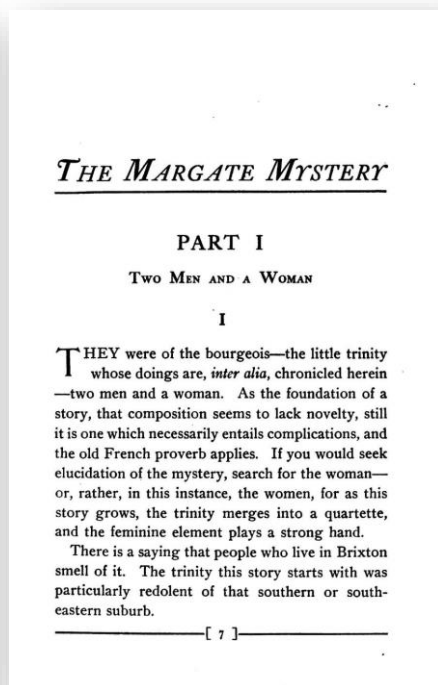 THE MARGATE MYSTERY
PART I
TWO MEN AND A WOMAN
I
THEY were of the bourgeois—the little trinity
whose doings are, inter alia, chronicled herein
—two men and a woman. As the foundation of a
story, that composition seems to lack novelty, still
it is one which necessarily entails complications, and
the old French proverb applies. If you would seek
elucidation of the mystery, search for the woman—
or, rather, in this instance, the women, for as this
story grows, the trinity merges into a quartette,
and the feminine element plays a strong hand.
There is a saying that people who live in Brixton
smell of it. The trinity this story starts with was
particularly redolent of that southern or south-
eastern suburb.
[ 7 ]